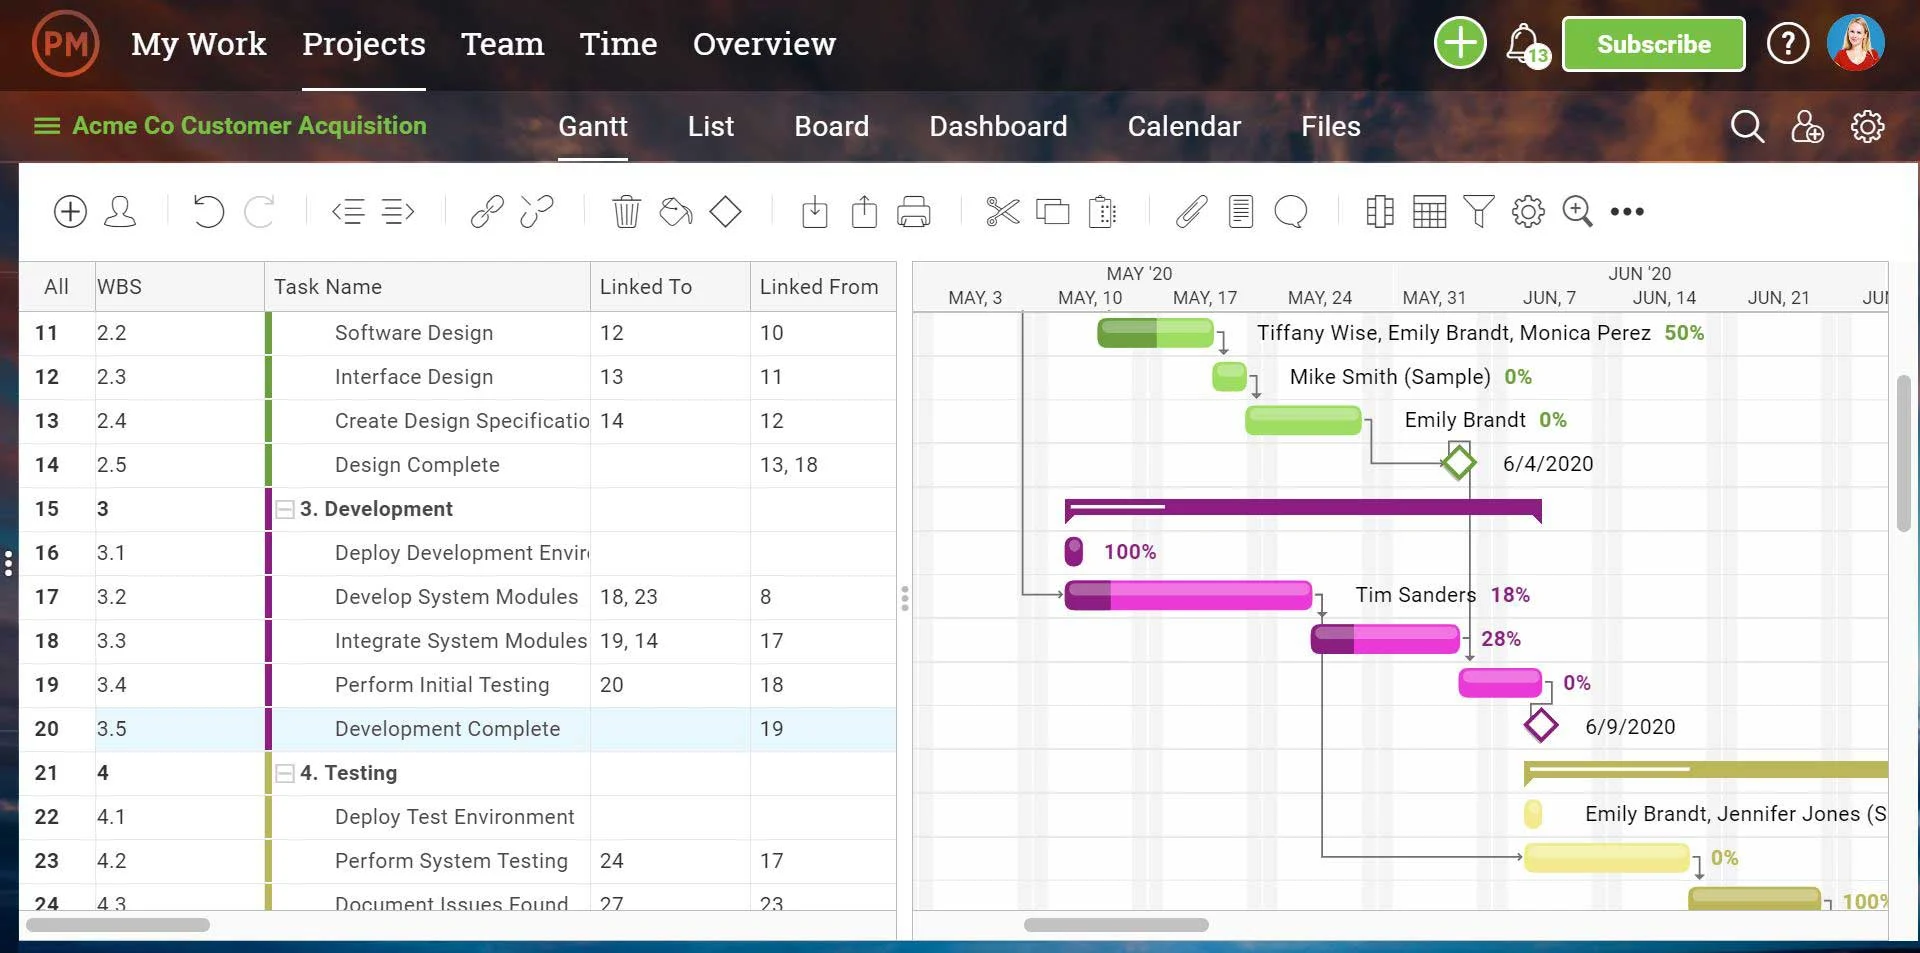 PM My Work Projects Team Time Overview 13 Subscribe ?
Acme Co Customer Acquisition Gantt List Board Dashboard Calendar Files
All WBS Task Name Linked To Linked From
11 2.2 Software Design 12 10
12 2.3 Interface Design 13 11
13 2.4 Create Design Specificatio 14 12
14 2.5 Design Complete 13, 18
15 3 3. Development
16 3.1 Deploy Development Envir
17 3.2 Develop System Modules 18, 23 8
18 3.3 Integrate System Modules 19, 14 17
19 3.4 Perform Initial Testing 20 18
20 3.5 Development Complete 19
21 4 4. Testing
22 4.1 Deploy Test Environment
23 4.2 Perform System Testing 24 17
24 4.3 Document Issues Found 27 23
MAY '20 JUN '20
MAY, 3 MAY, 10 MAY, 17 MAY, 24 MAY, 31 JUN, 7 JUN, 14 JUN, 21 JUN
Tiffany Wise, Emily Brandt, Monica Perez 50%
Mike Smith (Sample) 0%
Emily Brandt 0%
6/4/2020
100%
Tim Sanders 18%
28%
0%
6/9/2020
Emily Brandt, Jennifer Jones (S
0%
100%